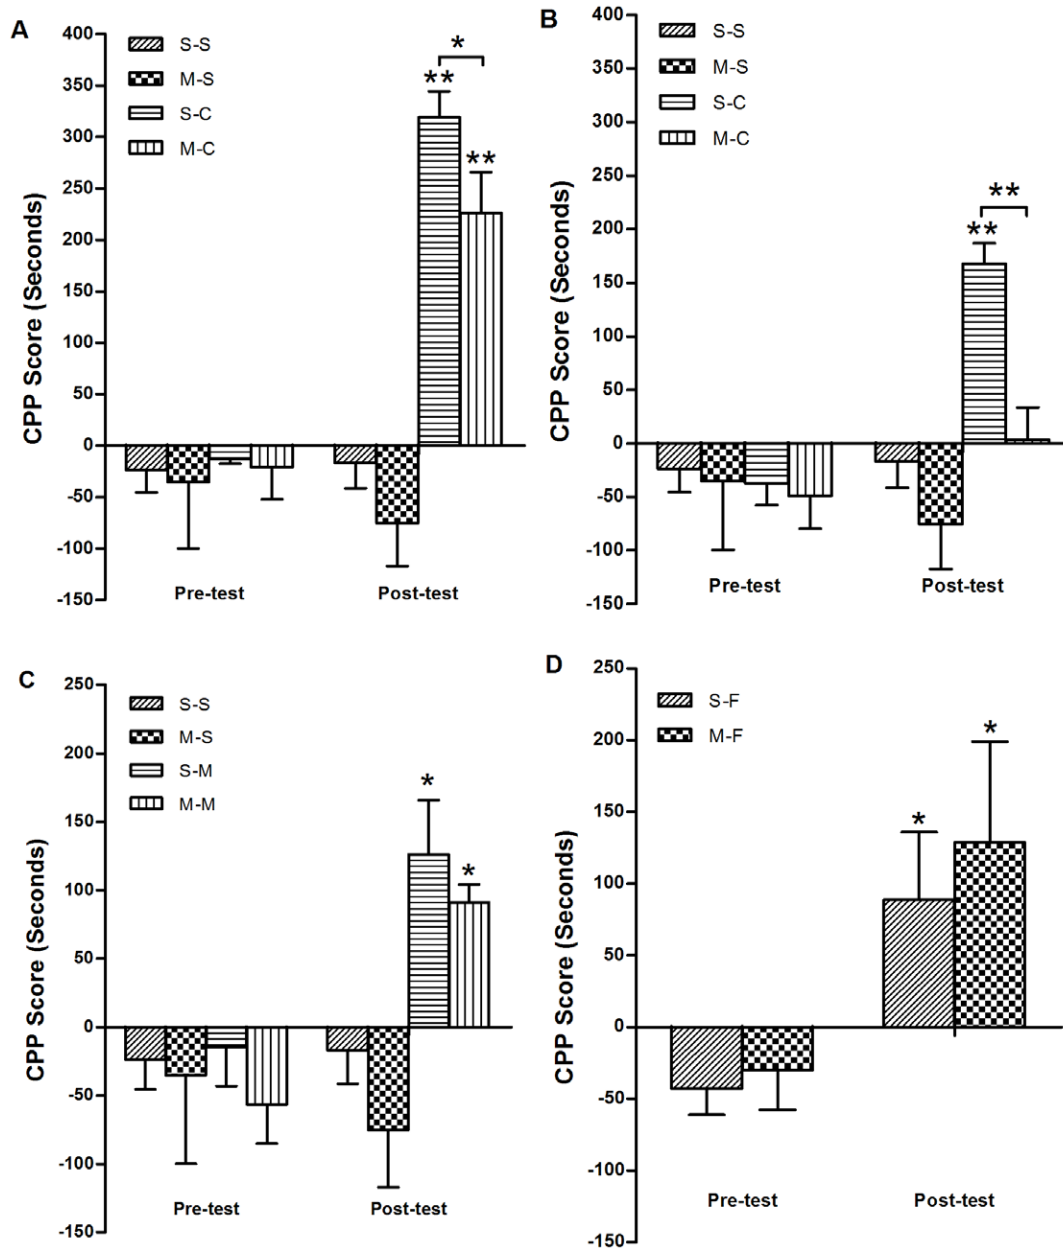 A
CPP Score (Seconds)
400
350
300
250
200
150
100
50
0
-50
-100
-150
S-S
M-S
S-C
M-C
*
**
**
Pre-test
Post-test
B
CPP Score (Seconds)
400
350
300
250
200
150
100
50
0
-50
-100
-150
S-S
M-S
S-C
M-C
**
**
Pre-test
Post-test
C
CPP Score (Seconds)
250
200
150
100
50
0
-50
-100
-150
S-S
M-S
S-M
M-M
*
*
Pre-test
Post-test
D
CPP Score (Seconds)
250
200
150
100
50
0
-50
-100
-150
S-F
M-F
*
*
Pre-test
Post-test